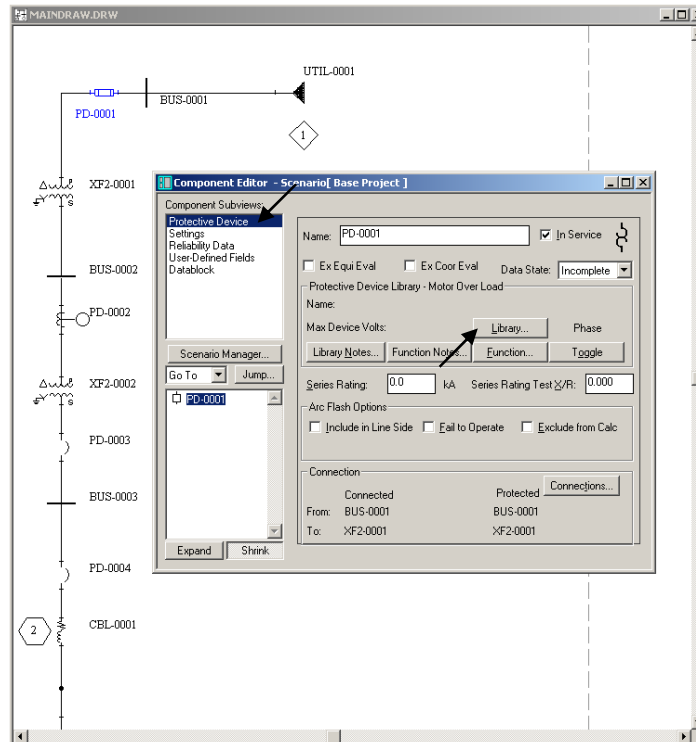 MAINDRAW.DRW
UTIL-0001
BUS-0001
PD-0001
1
XF2-0001
P
S
BUS-0002
PD-0002
XF2-0002
P
S
PD-0003
BUS-0003
PD-0004
2
CBL-0001
Component Editor - Scenario[ Base Project ]
Component Subviews:
Protective Device
Settings
Reliability Data
User-Defined Fields
Datablock
Scenario Manager...
Go To Jump...
PD-0001
Expand Shrink
Name: PD-0001 In Service
Ex Equi Eval Ex Coor Eval Data State: Incomplete
Protective Device Library - Motor Over Load
Name:
Max Device Volts: Library... Phase
Library Notes... Function Notes... Function... Toggle
Series Rating: 0.0 kA Series Rating Test X/R: 0.000
Arc Flash Options
Include in Line Side Fail to Operate Exclude from Calc
Connection
Connected Protected Connections...
From: BUS-0001 BUS-0001
To: XF2-0001 XF2-0001